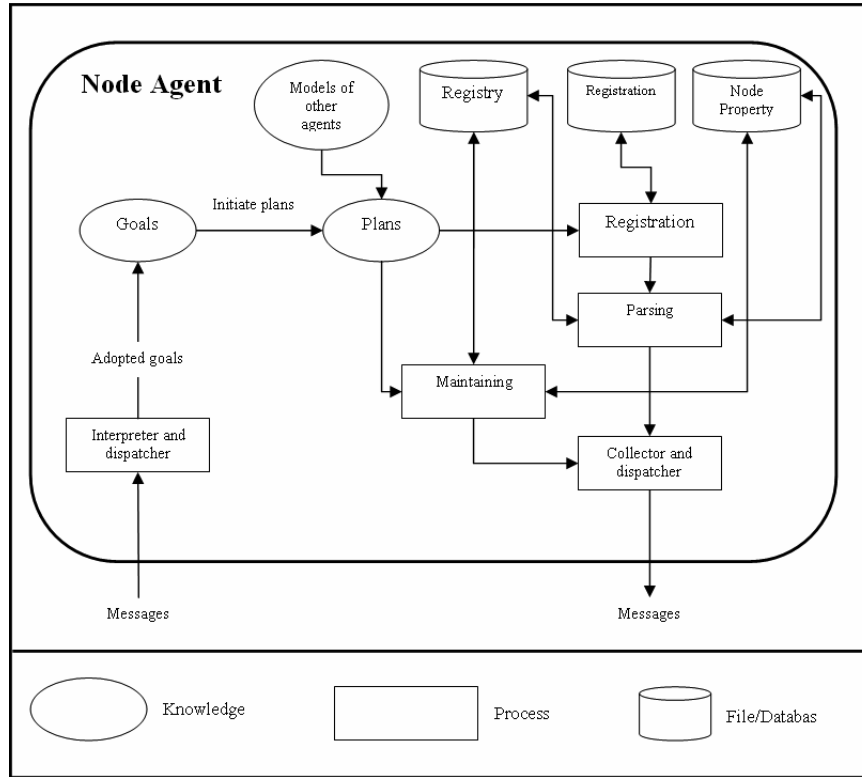 Node Agent
Models of
other
agents
Registry
Registration
Node
Property
Initiate plans
Goals
Plans
Registration
Parsing
Adopted goals
Maintaining
Interpreter and
dispatcher
Collector and
dispatcher
Messages
Messages
Knowledge
Process
File/Databas